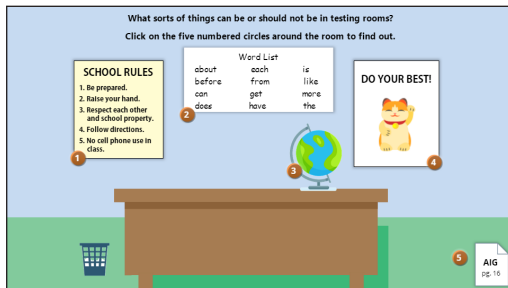 What sorts of things can be or should not be in testing rooms?
Click on the five numbered circles around the room to find out.
SCHOOL RULES
1. Be prepared.
2. Raise your hand.
3. Respect each other
and school property.
4. Follow directions.
5. No cell phone use in
class.
1
Word List
about each is
before from like
can get more
does have the
2
3
DO YOUR BEST!
4
5
AIG
pg. 16